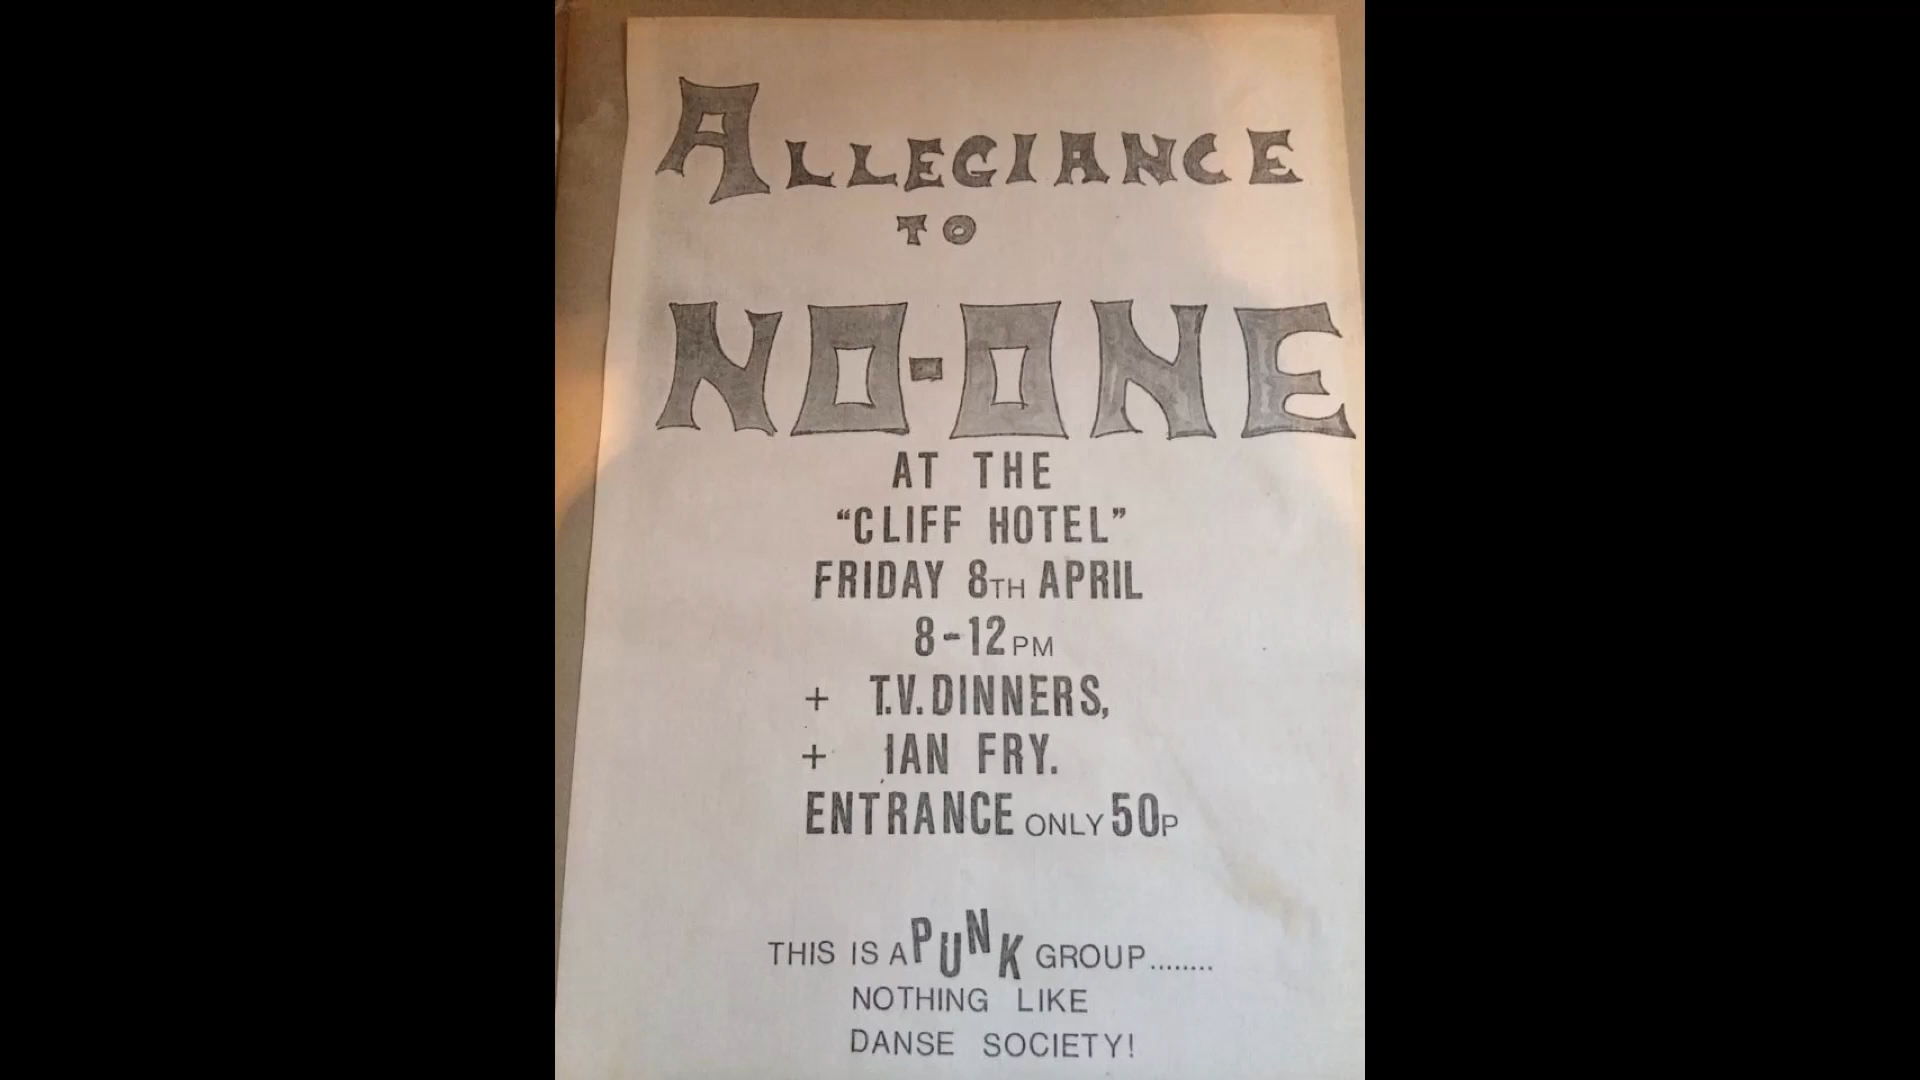 ALLEGIANCE
TO
NO-ONE
AT THE
“CLIFF HOTEL”
FRIDAY 8TH APRIL
8-12PM
+ T.V. DINNERS,
+ IAN FRY.
ENTRANCE ONLY 50P
THIS IS A PUNK GROUP........
NOTHING LIKE
DANSE SOCIETY!